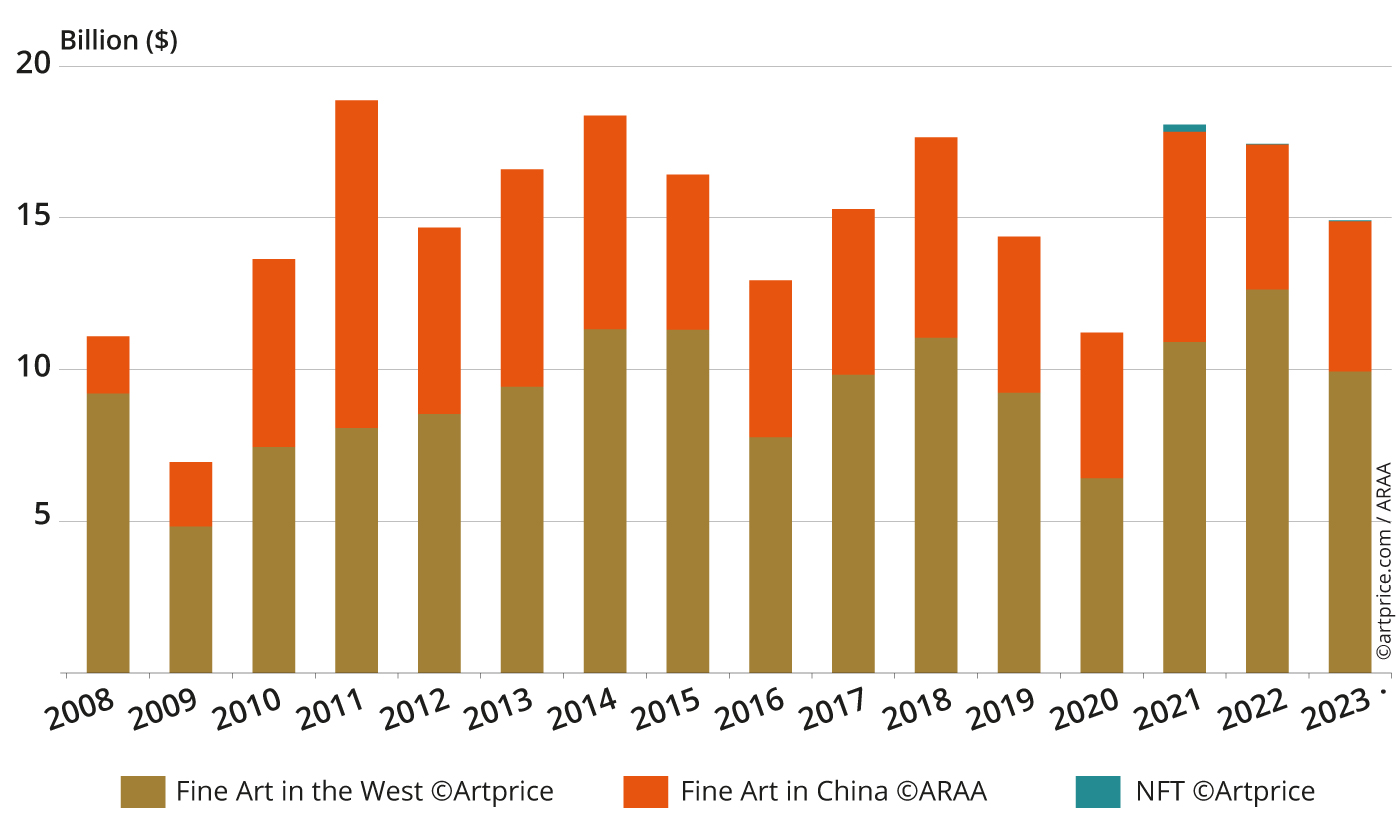 Billion ($)
20
15
10
5
2008 2009 2010 2011 2012 2013 2014 2015 2016 2017 2018 2019 2020 2021 2022 2023 .
©artprice.com / ARAA
Fine Art in the West ©Artprice Fine Art in China ©ARAA NFT ©Artprice